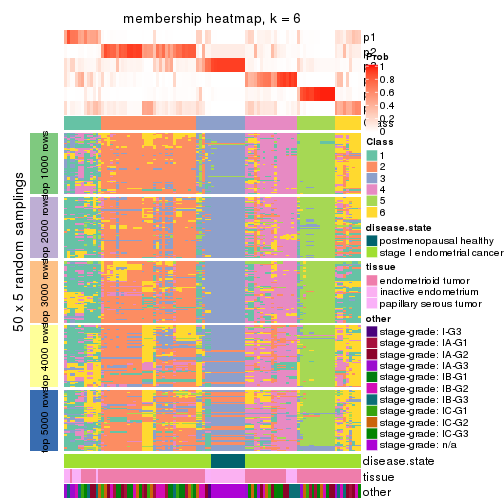 membership heatmap, k = 6
p1
p2
Prob
1
0.8
0.6
0.4
0.2
0
Class
1
2
3
4
5
6
disease.state
postmenopausal healthy
stage I endometrial cancer
tissue
endometrioid tumor
inactive endometrium
papillary serous tumor
other
stage-grade: I-G3
stage-grade: IA-G1
stage-grade: IA-G2
stage-grade: IA-G3
stage-grade: IB-G1
stage-grade: IB-G2
stage-grade: IB-G3
stage-grade: IC-G1
stage-grade: IC-G2
stage-grade: IC-G3
stage-grade: n/a
50 x 5 random samplings
top 1000 rows
top 2000 rows
top 3000 rows
top 4000 rows
top 5000 rows
disease.state
tissue
other